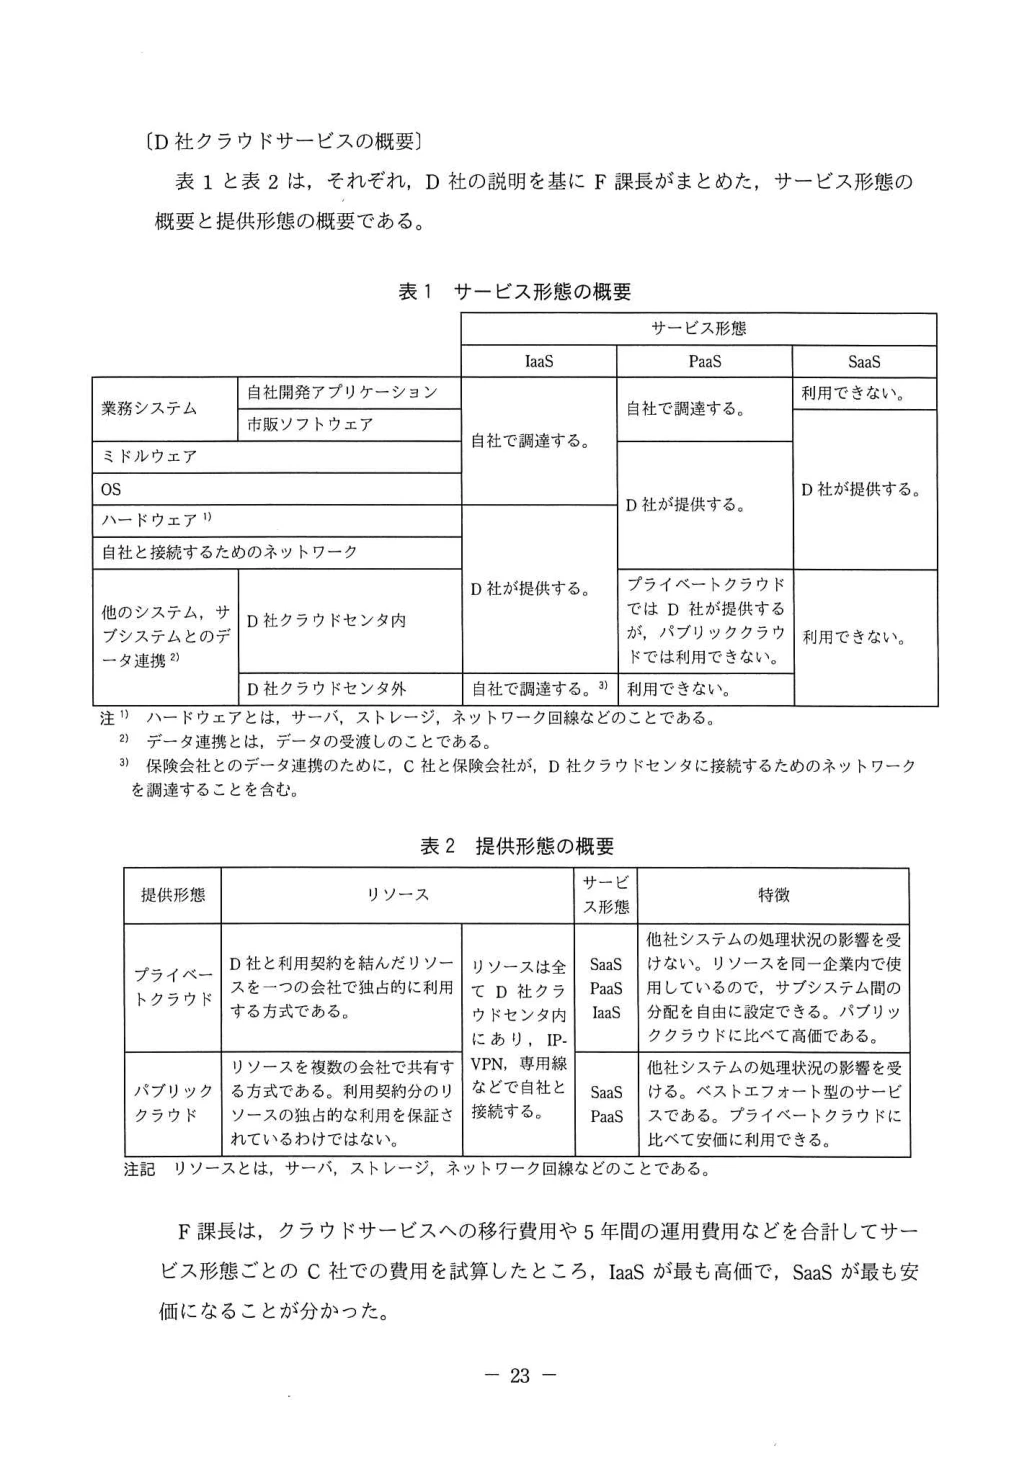 〔D 社クラウドサービスの概要〕
表 1 と表 2 は，それぞれ，D 社の説明を基に F 課長がまとめた，サービス形態の
概要と提供形態の概要である。
表1　サービス形態の概要
サービス形態
IaaS
PaaS
SaaS
業務システム
自社開発アプリケーション
市販ソフトウェア
ミドルウェア
OS
ハードウェア 1)
自社と接続するためのネットワーク
他のシステム，サ
ブシステムとのデ
ータ連携 2)
D 社クラウドセンタ内
D 社クラウドセンタ外
自社で調達する。
D 社が提供する。
自社で調達する。3)
自社で調達する。
D 社が提供する。
プライベートクラウド
では D 社が提供する
が，パブリッククラウ
ドでは利用できない。
利用できない。
利用できない。
D 社が提供する。
利用できない。
注 1)　ハードウェアとは，サーバ，ストレージ，ネットワーク回線などのことである。
2)　データ連携とは，データの受渡しのことである。
3)　保険会社とのデータ連携のために，C 社と保険会社が，D 社クラウドセンタに接続するためのネットワーク
を調達することを含む。
表2　提供形態の概要
提供形態
リソース
サービ
ス形態
特徴
プライベー
トクラウド
D 社と利用契約を結んだリソー
スを一つの会社で独占的に利用
する方式である。
リソースは全
て D 社クラ
ウドセンタ内
にあり，IP-
VPN，専用線
などで自社と
接続する。
SaaS
PaaS
IaaS
他社システムの処理状況の影響を受
けない。リソースを同一企業内で使
用しているので，サブシステム間の
分配を自由に設定できる。パブリッ
ククラウドに比べて高価である。
パブリック
クラウド
リソースを複数の会社で共有す
る方式である。利用契約分のリ
ソースの独占的な利用を保証さ
れているわけではない。
SaaS
PaaS
他社システムの処理状況の影響を受
ける。ベストエフォート型のサービ
スである。プライベートクラウドに
比べて安価に利用できる。
注記　リソースとは，サーバ，ストレージ，ネットワーク回線などのことである。
F 課長は，クラウドサービスへの移行費用や 5 年間の運用費用などを合計してサー
ビス形態ごとの C 社での費用を試算したところ，IaaS が最も高価で，SaaS が最も安
価になることが分かった。
－ 23 －